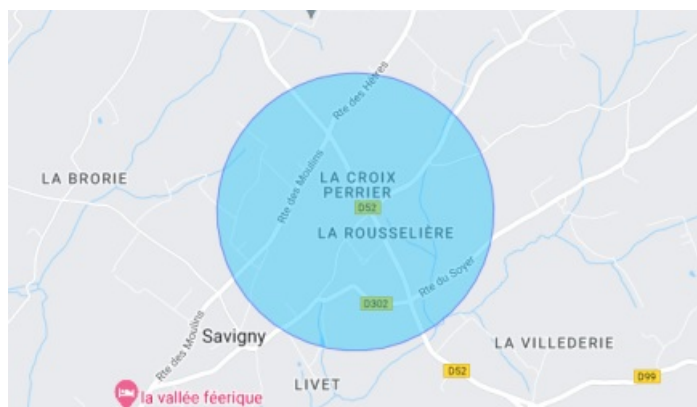 Rte des Hêtres
LA BRORIE
Rte des Moulins
LA CROIX
PERRIER
D52
LA ROUSSELIÈRE
Rte du Soyer
D302
Rte des Moulins
Savigny
LA VILLEDERIE
LIVET
D52
D99
la vallée féerique